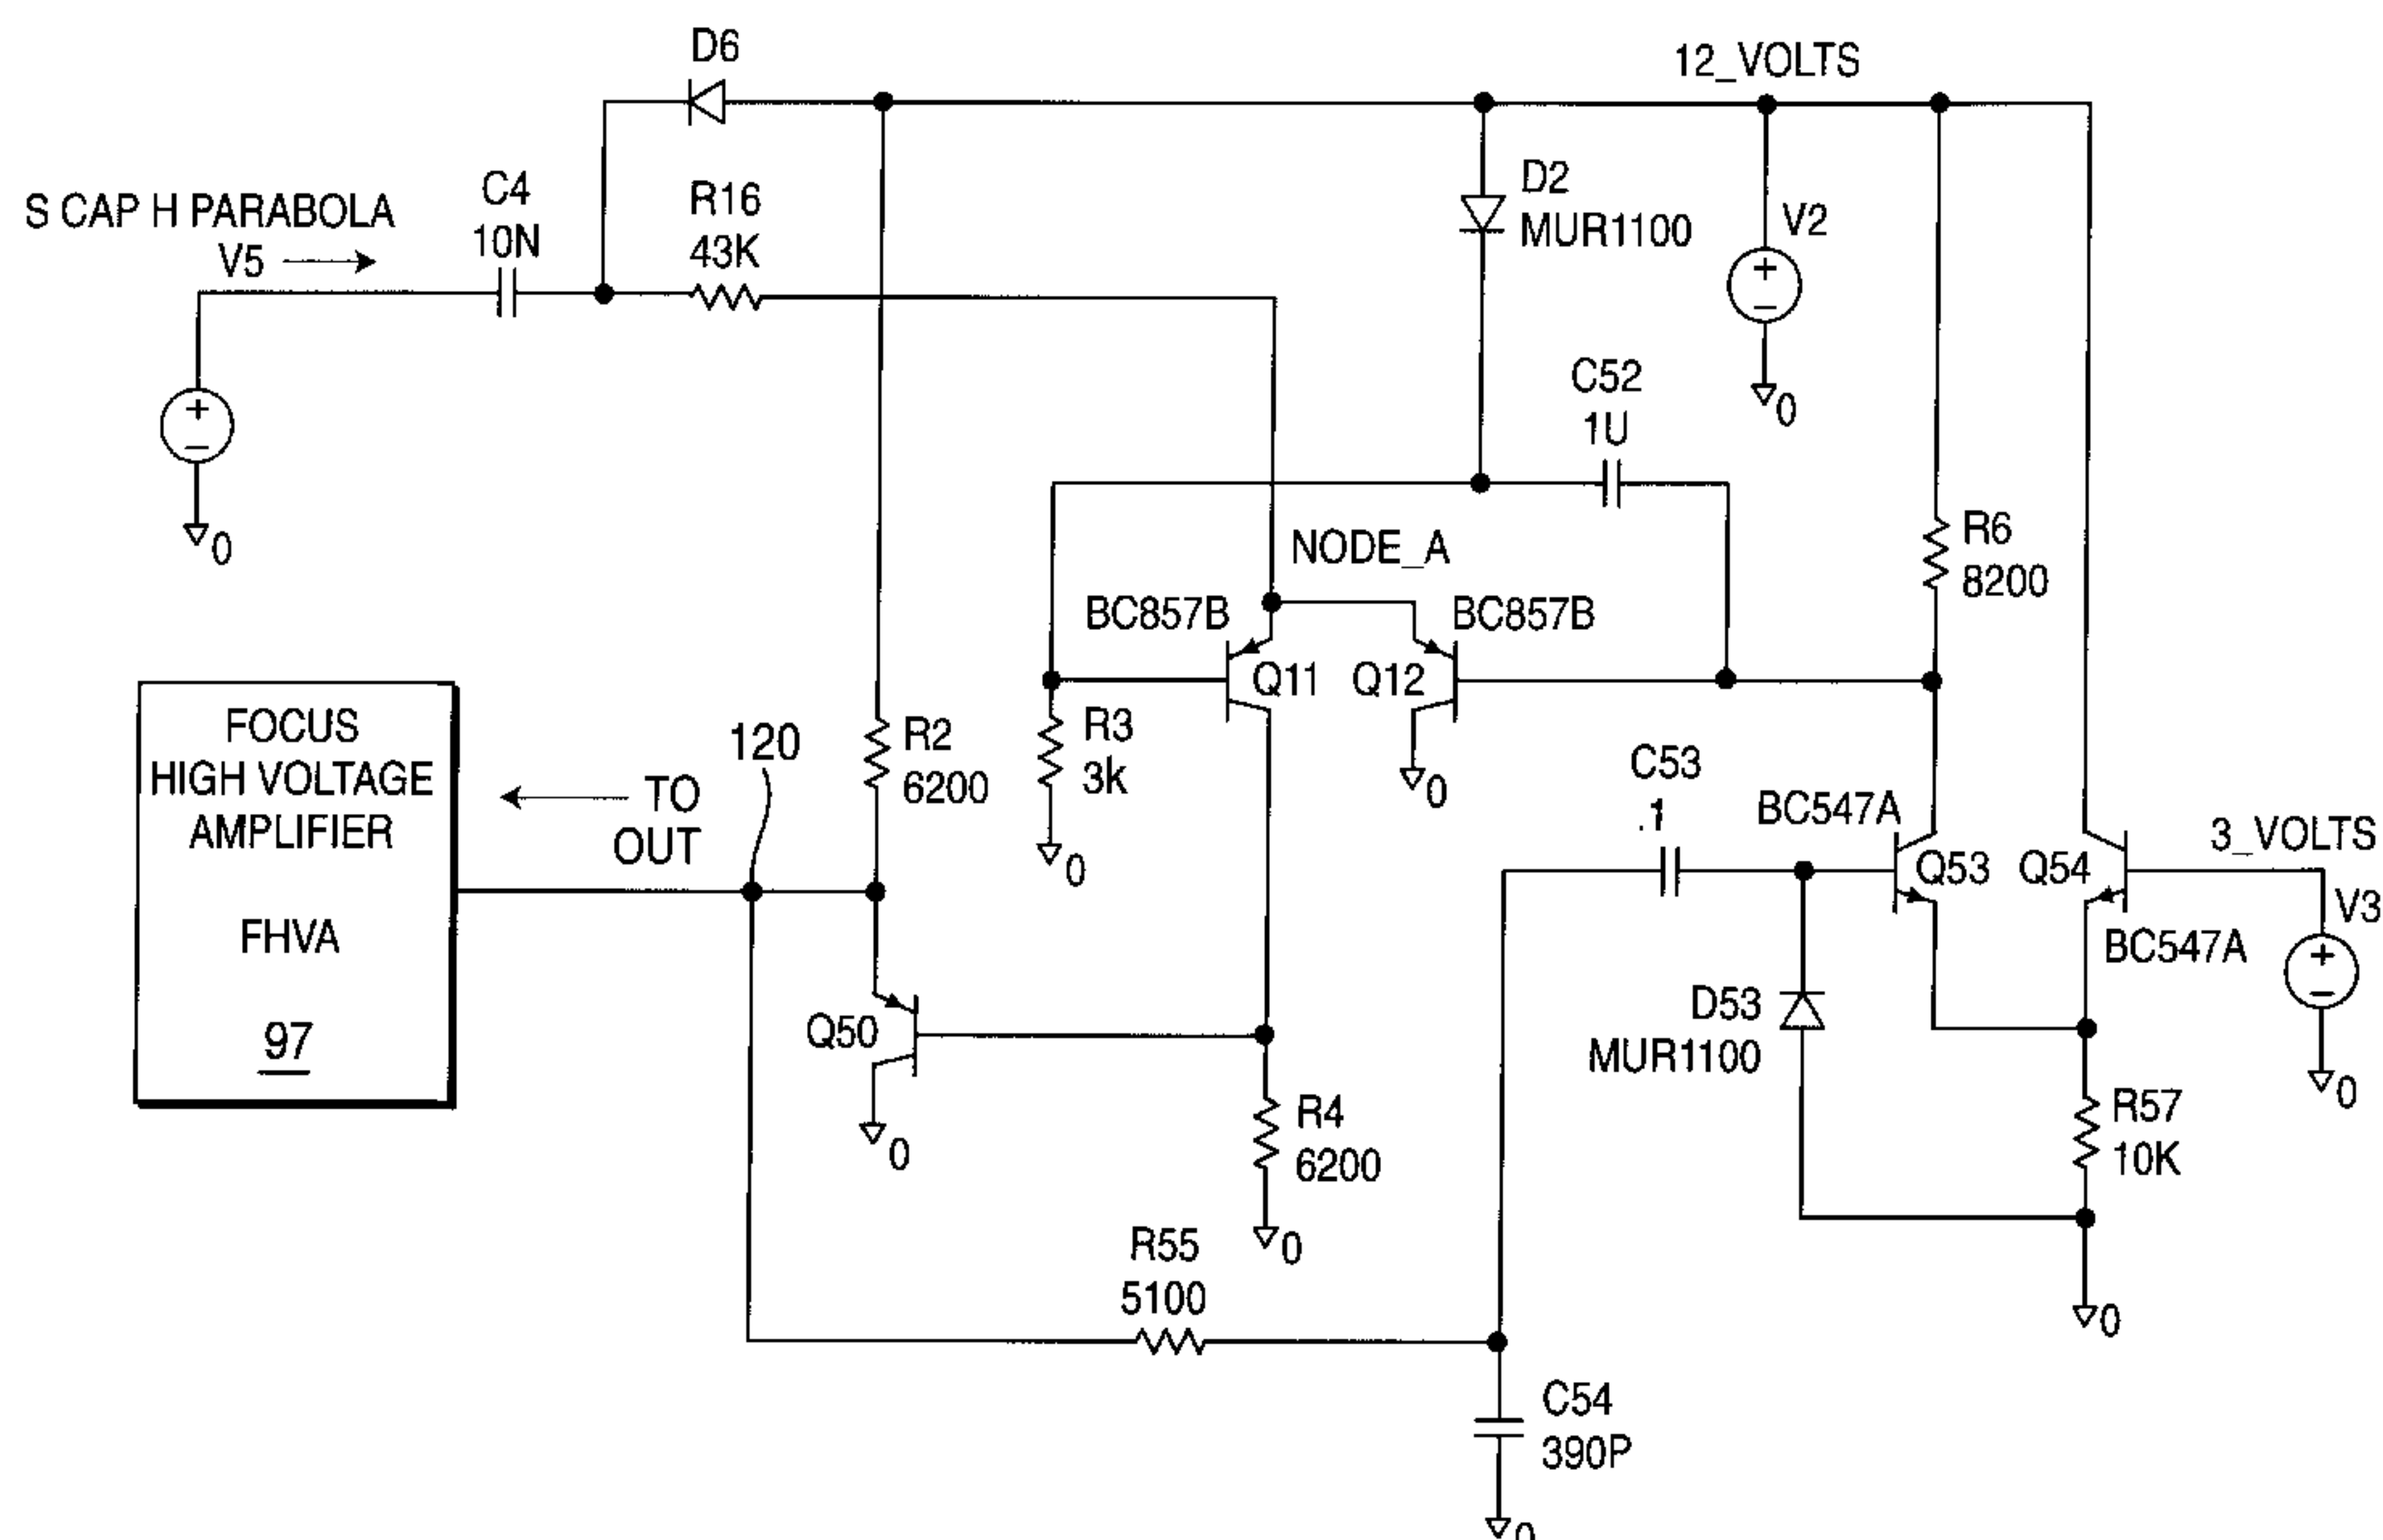 D6
12_VOLTS
S CAP H PARABOLA
V5
C4
10N
R16
43K
D2
MUR1100
V2
0
C52
1U
0
NODE_A
R6
8200
BC857B
BC857B
Q11
Q12
FOCUS
HIGH VOLTAGE
AMPLIFIER
FHVA
97
120
TO
OUT
R2
6200
R3
3k
0
0
C53
.1
BC547A
Q53
Q54
3_VOLTS
V3
BC547A
Q50
0
D53
MUR1100
0
R4
6200
0
R57
10K
0
R55
5100
C54
390P
0